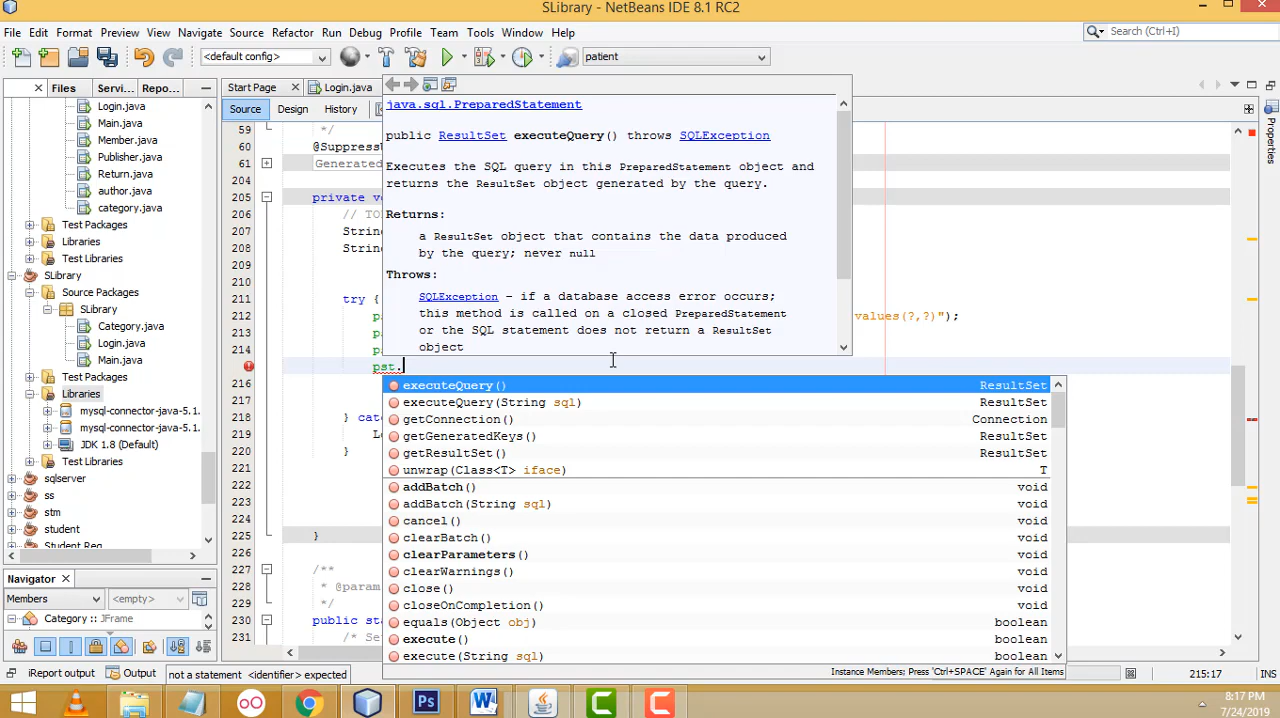 SLibrary - NetBeans IDE 8.1 RC2
File Edit Format Preview View Navigate Source Refactor Run Debug Profile Team Tools Window Help
Search (Ctrl+I)
<default config>
patient
Files Servi... Repo...
Start Page Login.java
Source Design History
Login.java
Main.java
Member.java
Publisher.java
Return.java
author.java
category.java
Test Packages
Libraries
Test Libraries
SLibrary
Source Packages
SLibrary
Category.java
Login.java
Main.java
Test Packages
Libraries
mysql-connector-java-5.1.
mysql-connector-java-5.1.
JDK 1.8 (Default)
Test Libraries
sqlserver
ss
stm
student
Student Reg
Navigator
Members <empty>
Category :: JFrame
59 */
60 @Suppress
61 Generated
204
205 private vo
206 // TO
207 Strin
208 Strin
209
210
211 try {
212 ps values(?,?)");
213
214
pst.
216
217
218 } catc
219 Lo
220 }
221
222
223
224
225 }
226
227 /**
228 * @param
229 */
230 public sta
231 /* Se
java.sql.PreparedStatement
public ResultSet executeQuery() throws SQLException
Executes the SQL query in this PreparedStatement object and
returns the ResultSet object generated by the query.
Returns:
a ResultSet object that contains the data produced
by the query; never null
Throws:
SQLException - if a database access error occurs;
this method is called on a closed PreparedStatement
or the SQL statement does not return a ResultSet
object
executeQuery() ResultSet
executeQuery(String sql) ResultSet
getConnection() Connection
getGeneratedKeys() ResultSet
getResultSet() ResultSet
unwrap(Class<T> iface) T
addBatch() void
addBatch(String sql) void
cancel() void
clearBatch() void
clearParameters() void
clearWarnings() void
close() void
closeOnCompletion() void
equals(Object obj) boolean
execute() boolean
execute(String sql) boolean
Instance Members; Press 'Ctrl+SPACE' Again for All Items
Properties
iReport output Output not a statement <identifier> expected
215:17 INS
8:17 PM
7/24/2019